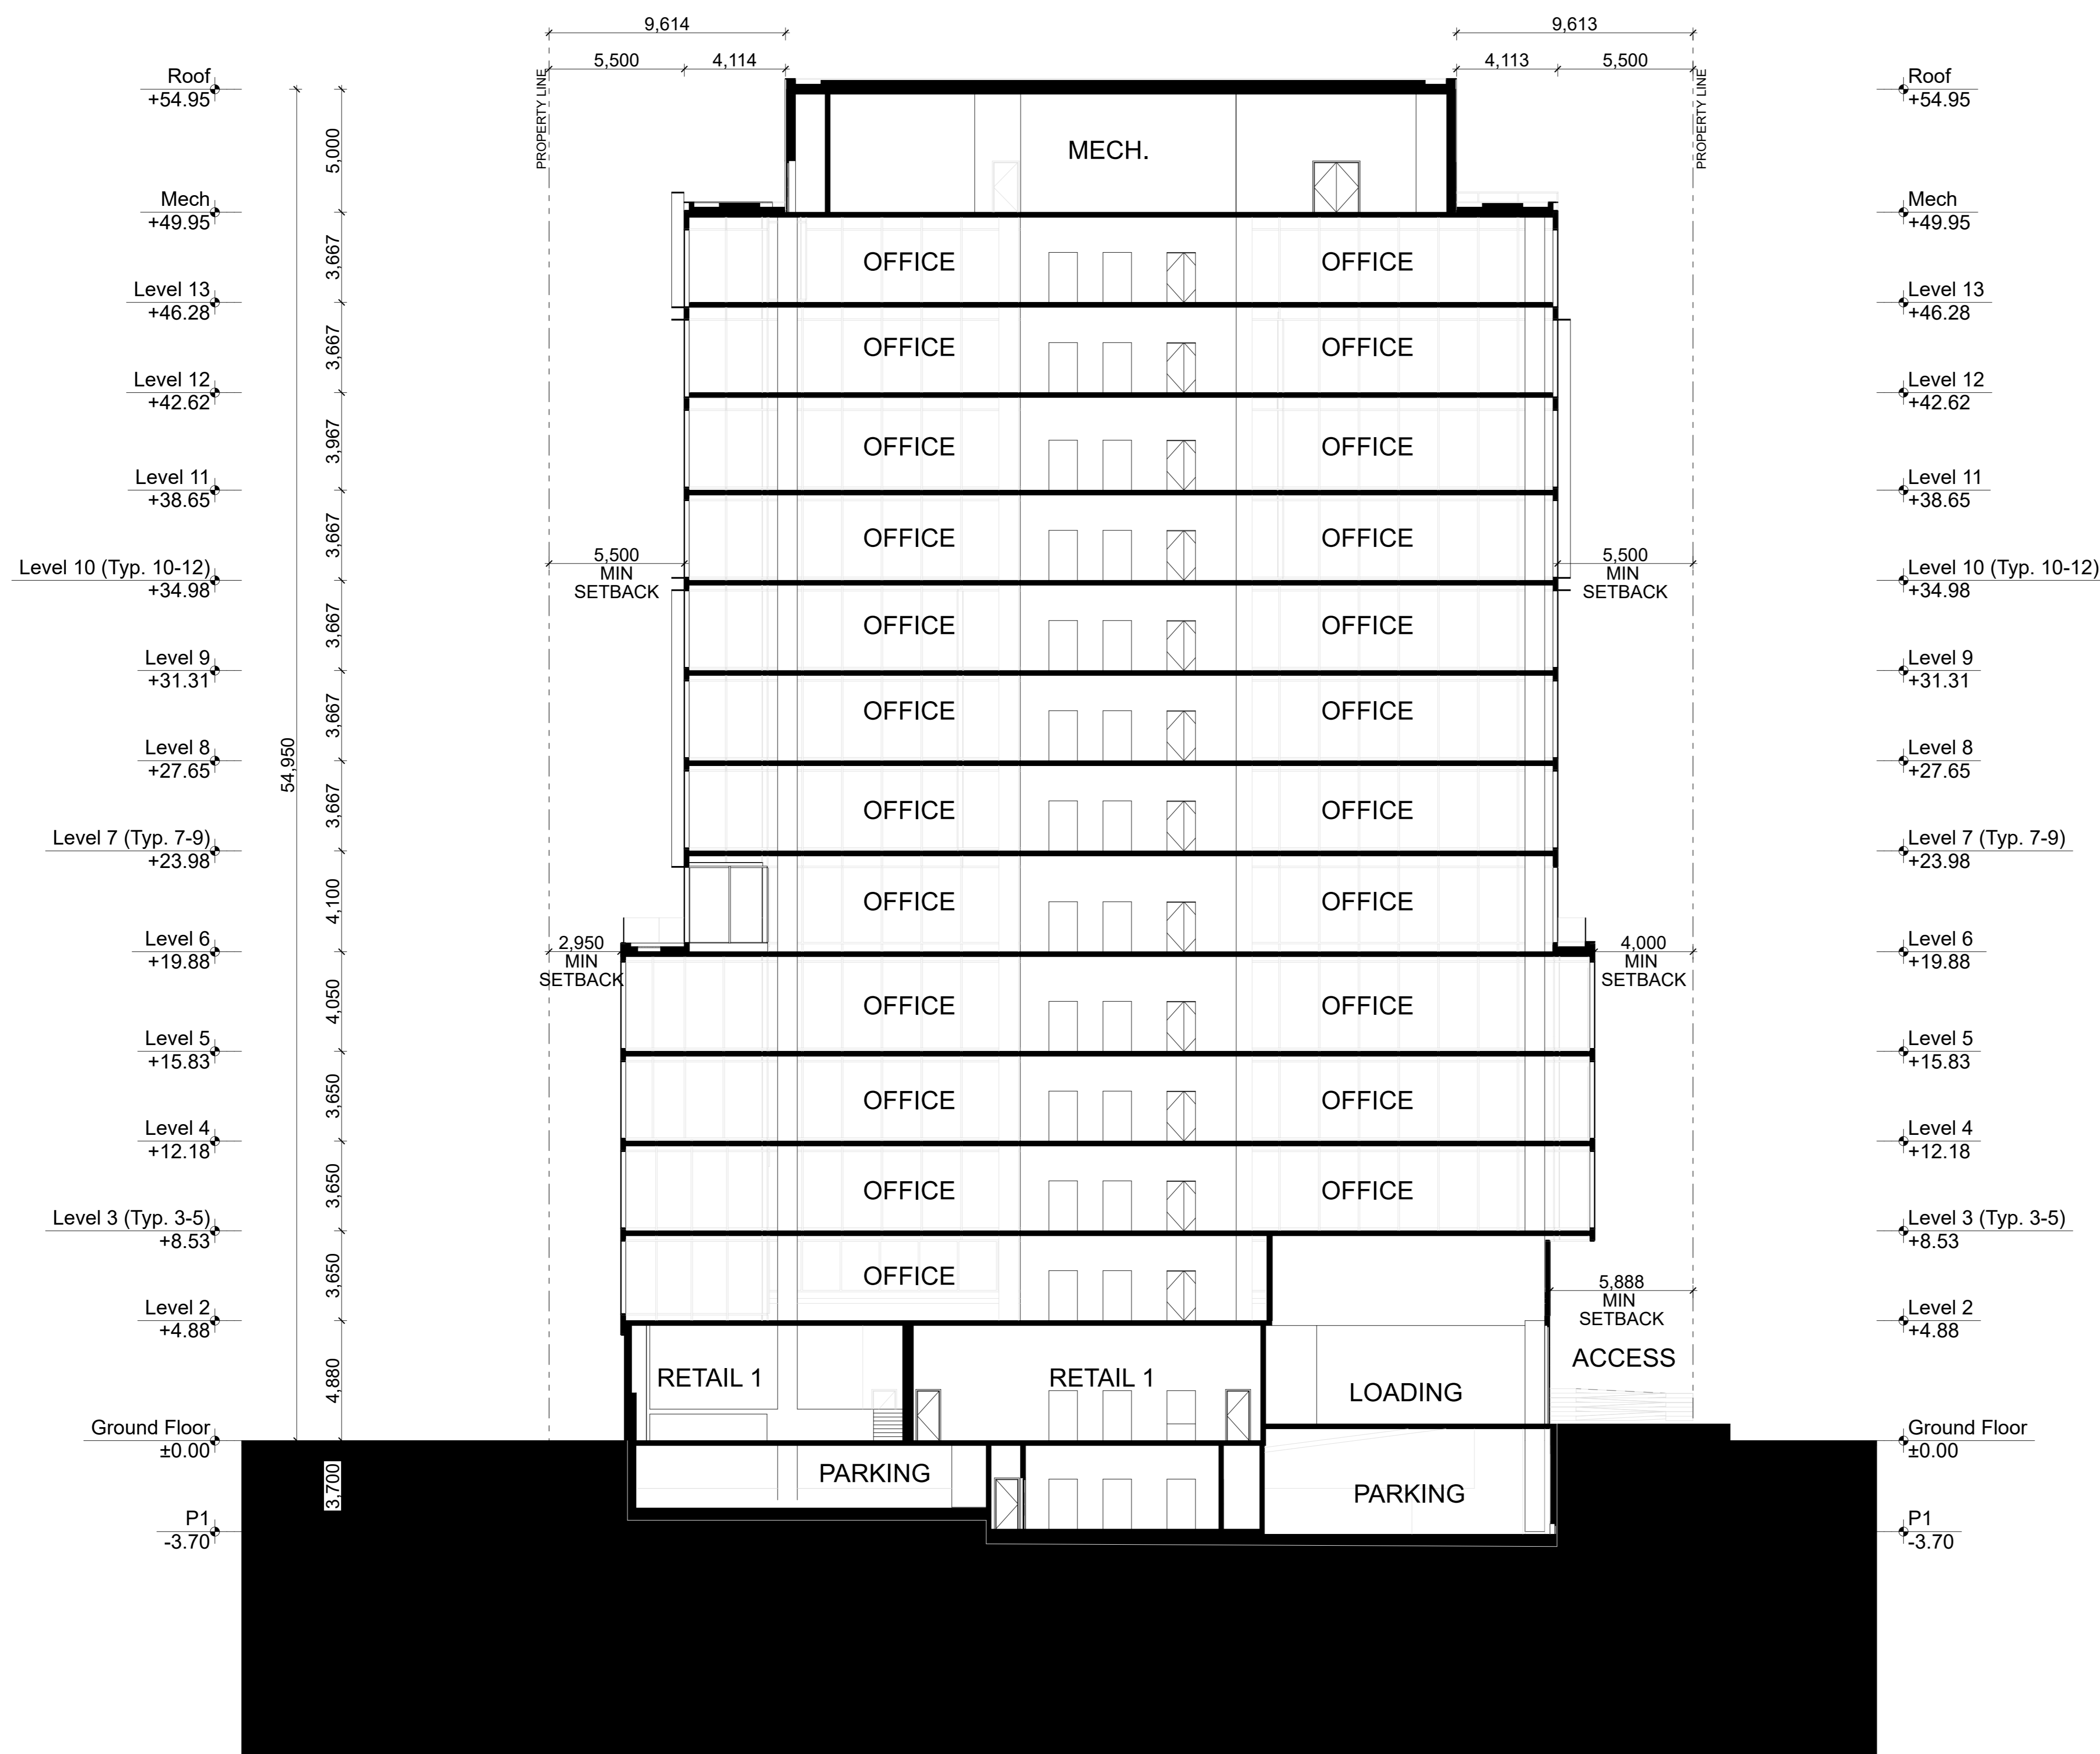 9,614
9,613
5,500
4,114
4,113
5,500
PROPERTY LINE
PROPERTY LINE
Roof
+54.95
Roof
+54.95
5,000
MECH.
Mech
+49.95
Mech
+49.95
3,667
OFFICE
OFFICE
Level 13
+46.28
Level 13
+46.28
3,667
OFFICE
OFFICE
Level 12
+42.62
Level 12
+42.62
3,967
OFFICE
OFFICE
Level 11
+38.65
Level 11
+38.65
3,667
OFFICE
OFFICE
5,500
MIN
SETBACK
5,500
MIN
SETBACK
Level 10 (Typ. 10-12)
+34.98
Level 10 (Typ. 10-12)
+34.98
3,667
OFFICE
OFFICE
Level 9
+31.31
Level 9
+31.31
3,667
OFFICE
OFFICE
Level 8
+27.65
Level 8
+27.65
54,950
3,667
OFFICE
OFFICE
Level 7 (Typ. 7-9)
+23.98
Level 7 (Typ. 7-9)
+23.98
4,100
OFFICE
OFFICE
Level 6
+19.88
Level 6
+19.88
2,950
MIN
SETBACK
4,000
MIN
SETBACK
4,050
OFFICE
OFFICE
Level 5
+15.83
Level 5
+15.83
3,650
OFFICE
OFFICE
Level 4
+12.18
Level 4
+12.18
3,650
OFFICE
OFFICE
Level 3 (Typ. 3-5)
+8.53
Level 3 (Typ. 3-5)
+8.53
3,650
OFFICE
5,888
MIN
SETBACK
Level 2
+4.88
Level 2
+4.88
4,880
RETAIL 1
RETAIL 1
LOADING
ACCESS
Ground Floor
±0.00
Ground Floor
±0.00
3,700
PARKING
PARKING
P1
-3.70
P1
-3.70